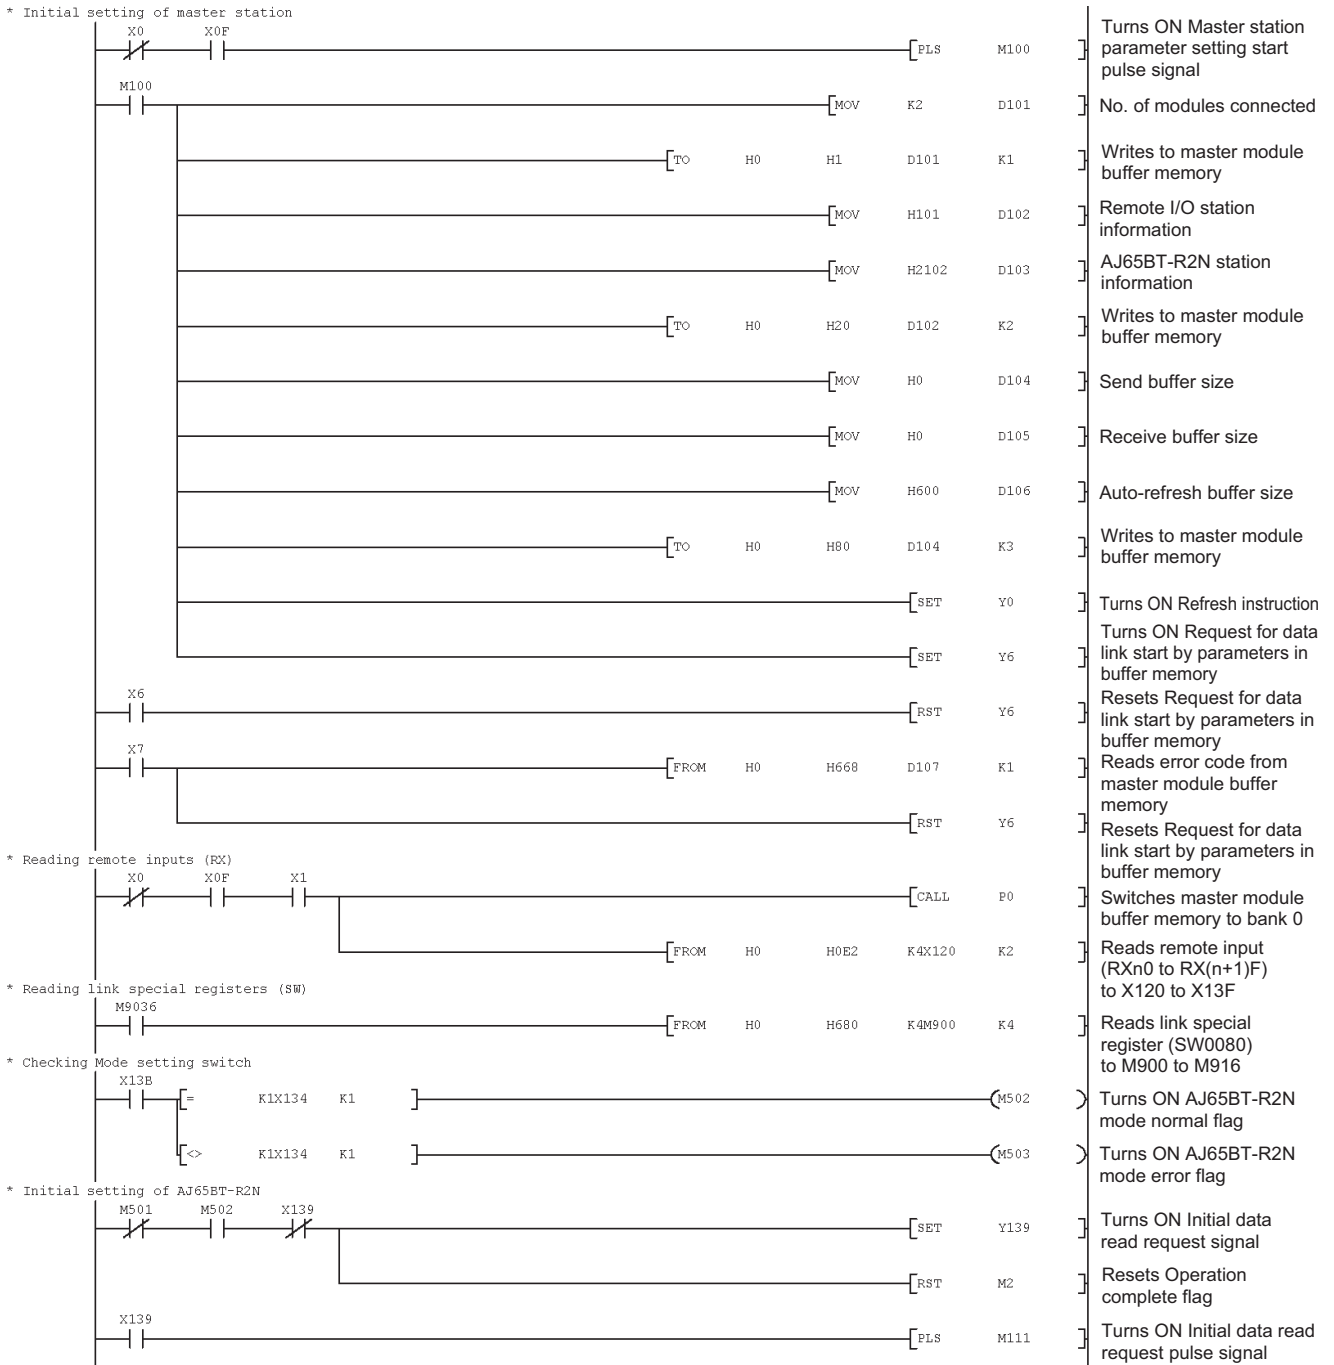 * Initial setting of master station
X0 X0F
PLS M100
Turns ON Master station
parameter setting start
pulse signal
M100
MOV K2 D101
No. of modules connected
TO H0 H1 D101 K1
Writes to master module
buffer memory
MOV H101 D102
Remote I/O station
information
MOV H2102 D103
AJ65BT-R2N station
information
TO H0 H20 D102 K2
Writes to master module
buffer memory
MOV H0 D104
Send buffer size
MOV H0 D105
Receive buffer size
MOV H600 D106
Auto-refresh buffer size
TO H0 H80 D104 K3
Writes to master module
buffer memory
SET Y0
Turns ON Refresh instruction
SET Y6
Turns ON Request for data
link start by parameters in
buffer memory
X6
RST Y6
Resets Request for data
link start by parameters in
buffer memory
X7
FROM H0 H668 D107 K1
Reads error code from
master module buffer
memory
RST Y6
Resets Request for data
link start by parameters in
buffer memory
* Reading remote inputs (RX)
X0 X0F X1
CALL P0
Switches master module
buffer memory to bank 0
FROM H0 H0E2 K4X120 K2
Reads remote input
(RXn0 to RX(n+1)F)
to X120 to X13F
* Reading link special registers (SW)
M9036
FROM H0 H680 K4M900 K4
Reads link special
register (SW0080)
to M900 to M916
* Checking Mode setting switch
X13B
= K1X134 K1
M502
Turns ON AJ65BT-R2N
mode normal flag
<> K1X134 K1
M503
Turns ON AJ65BT-R2N
mode error flag
* Initial setting of AJ65BT-R2N
M501 M502 X139
SET Y139
Turns ON Initial data
read request signal
RST M2
Resets Operation
complete flag
X139
PLS M111
Turns ON Initial data read
request pulse signal